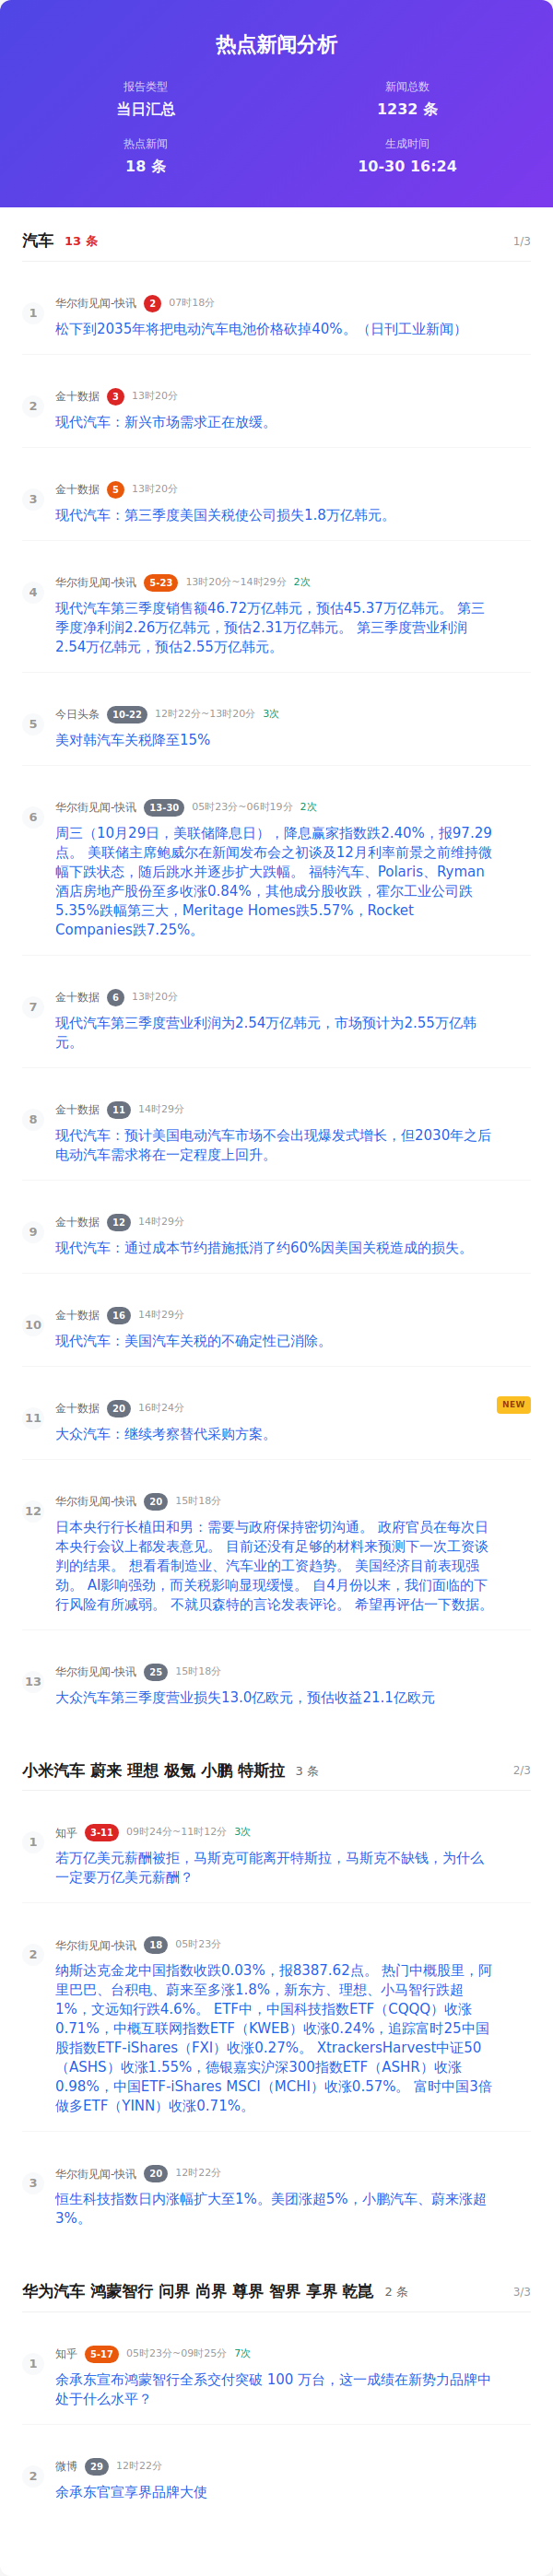 热点新闻分析
报告类型
当日汇总
新闻总数
1232 条
热点新闻
18 条
生成时间
10-30 16:24
汽车 13 条 1/3
1
华尔街见闻-快讯 2 07时18分
松下到2035年将把电动汽车电池价格砍掉40%。（日刊工业新闻）
2
金十数据 3 13时20分
现代汽车：新兴市场需求正在放缓。
3
金十数据 5 13时20分
现代汽车：第三季度美国关税使公司损失1.8万亿韩元。
4
华尔街见闻-快讯 5-23 13时20分~14时29分 2次
现代汽车第三季度销售额46.72万亿韩元，预估45.37万亿韩元。 第三
季度净利润2.26万亿韩元，预估2.31万亿韩元。 第三季度营业利润
2.54万亿韩元，预估2.55万亿韩元。
5
今日头条 10-22 12时22分~13时20分 3次
美对韩汽车关税降至15%
6
华尔街见闻-快讯 13-30 05时23分~06时19分 2次
周三（10月29日，美联储降息日），降息赢家指数跌2.40%，报97.29
点。 美联储主席鲍威尔在新闻发布会之初谈及12月利率前景之前维持微
幅下跌状态，随后跳水并逐步扩大跌幅。 福特汽车、Polaris、Ryman
酒店房地产股份至多收涨0.84%，其他成分股收跌，霍尔工业公司跌
5.35%跌幅第三大，Meritage Homes跌5.57%，Rocket
Companies跌7.25%。
7
金十数据 6 13时20分
现代汽车第三季度营业利润为2.54万亿韩元，市场预计为2.55万亿韩
元。
8
金十数据 11 14时29分
现代汽车：预计美国电动汽车市场不会出现爆发式增长，但2030年之后
电动汽车需求将在一定程度上回升。
9
金十数据 12 14时29分
现代汽车：通过成本节约措施抵消了约60%因美国关税造成的损失。
10
金十数据 16 14时29分
现代汽车：美国汽车关税的不确定性已消除。
11
金十数据 20 16时24分 NEW
大众汽车：继续考察替代采购方案。
12
华尔街见闻-快讯 20 15时18分
日本央行行长植田和男：需要与政府保持密切沟通。 政府官员在每次日
本央行会议上都发表意见。 目前还没有足够的材料来预测下一次工资谈
判的结果。 想看看制造业、汽车业的工资趋势。 美国经济目前表现强
劲。 AI影响强劲，而关税影响显现缓慢。 自4月份以来，我们面临的下
行风险有所减弱。 不就贝森特的言论发表评论。 希望再评估一下数据。
13
华尔街见闻-快讯 25 15时18分
大众汽车第三季度营业损失13.0亿欧元，预估收益21.1亿欧元
小米汽车 蔚来 理想 极氪 小鹏 特斯拉 3 条 2/3
1
知乎 3-11 09时24分~11时12分 3次
若万亿美元薪酬被拒，马斯克可能离开特斯拉，马斯克不缺钱，为什么
一定要万亿美元薪酬？
2
华尔街见闻-快讯 18 05时23分
纳斯达克金龙中国指数收跌0.03%，报8387.62点。 热门中概股里，阿
里巴巴、台积电、蔚来至多涨1.8%，新东方、理想、小马智行跌超
1%，文远知行跌4.6%。 ETF中，中国科技指数ETF（CQQQ）收涨
0.71%，中概互联网指数ETF（KWEB）收涨0.24%，追踪富时25中国
股指数ETF-iShares（FXI）收涨0.27%。 XtrackersHarvest中证50
（ASHS）收涨1.55%，德银嘉实沪深300指数ETF（ASHR）收涨
0.98%，中国ETF-iShares MSCI（MCHI）收涨0.57%。 富时中国3倍
做多ETF（YINN）收涨0.71%。
3
华尔街见闻-快讯 20 12时22分
恒生科技指数日内涨幅扩大至1%。美团涨超5%，小鹏汽车、蔚来涨超
3%。
华为汽车 鸿蒙智行 问界 尚界 尊界 智界 享界 乾崑 2 条 3/3
1
知乎 5-17 05时23分~09时25分 7次
余承东宣布鸿蒙智行全系交付突破 100 万台，这一成绩在新势力品牌中
处于什么水平？
2
微博 29 12时22分
余承东官宣享界品牌大使